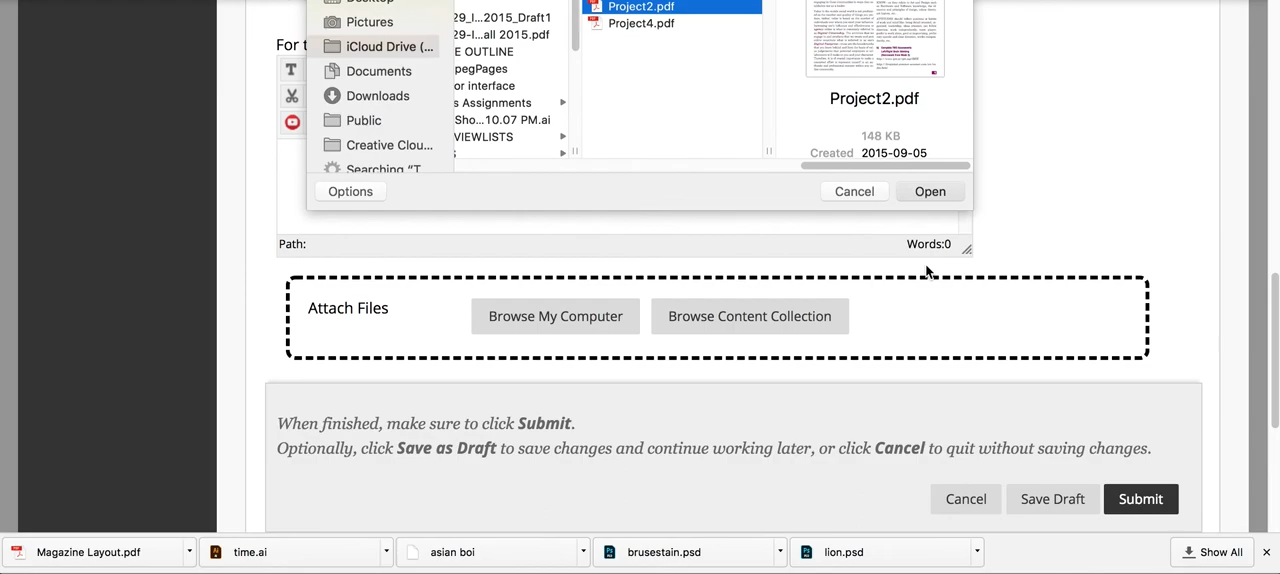 Desktop
Pictures
iCloud Drive (...
Documents
Downloads
Public
Creative Clou...
Searching “T
29_I...2015_Draft1
29-I...all 2015.pdf
E OUTLINE
pegPages
or interface
s Assignments
Sho...10.07 PM.ai
VIEWLISTS
Project2.pdf
Project4.pdf
Project2.pdf
148 KB
Created 2015-09-05
Options
Cancel
Open
For t
T
Path:
Words:0
Attach Files
Browse My Computer
Browse Content Collection
When finished, make sure to click Submit.
Optionally, click Save as Draft to save changes and continue working later, or click Cancel to quit without saving changes.
Cancel
Save Draft
Submit
Magazine Layout.pdf
time.ai
asian boi
brusestain.psd
lion.psd
Show All